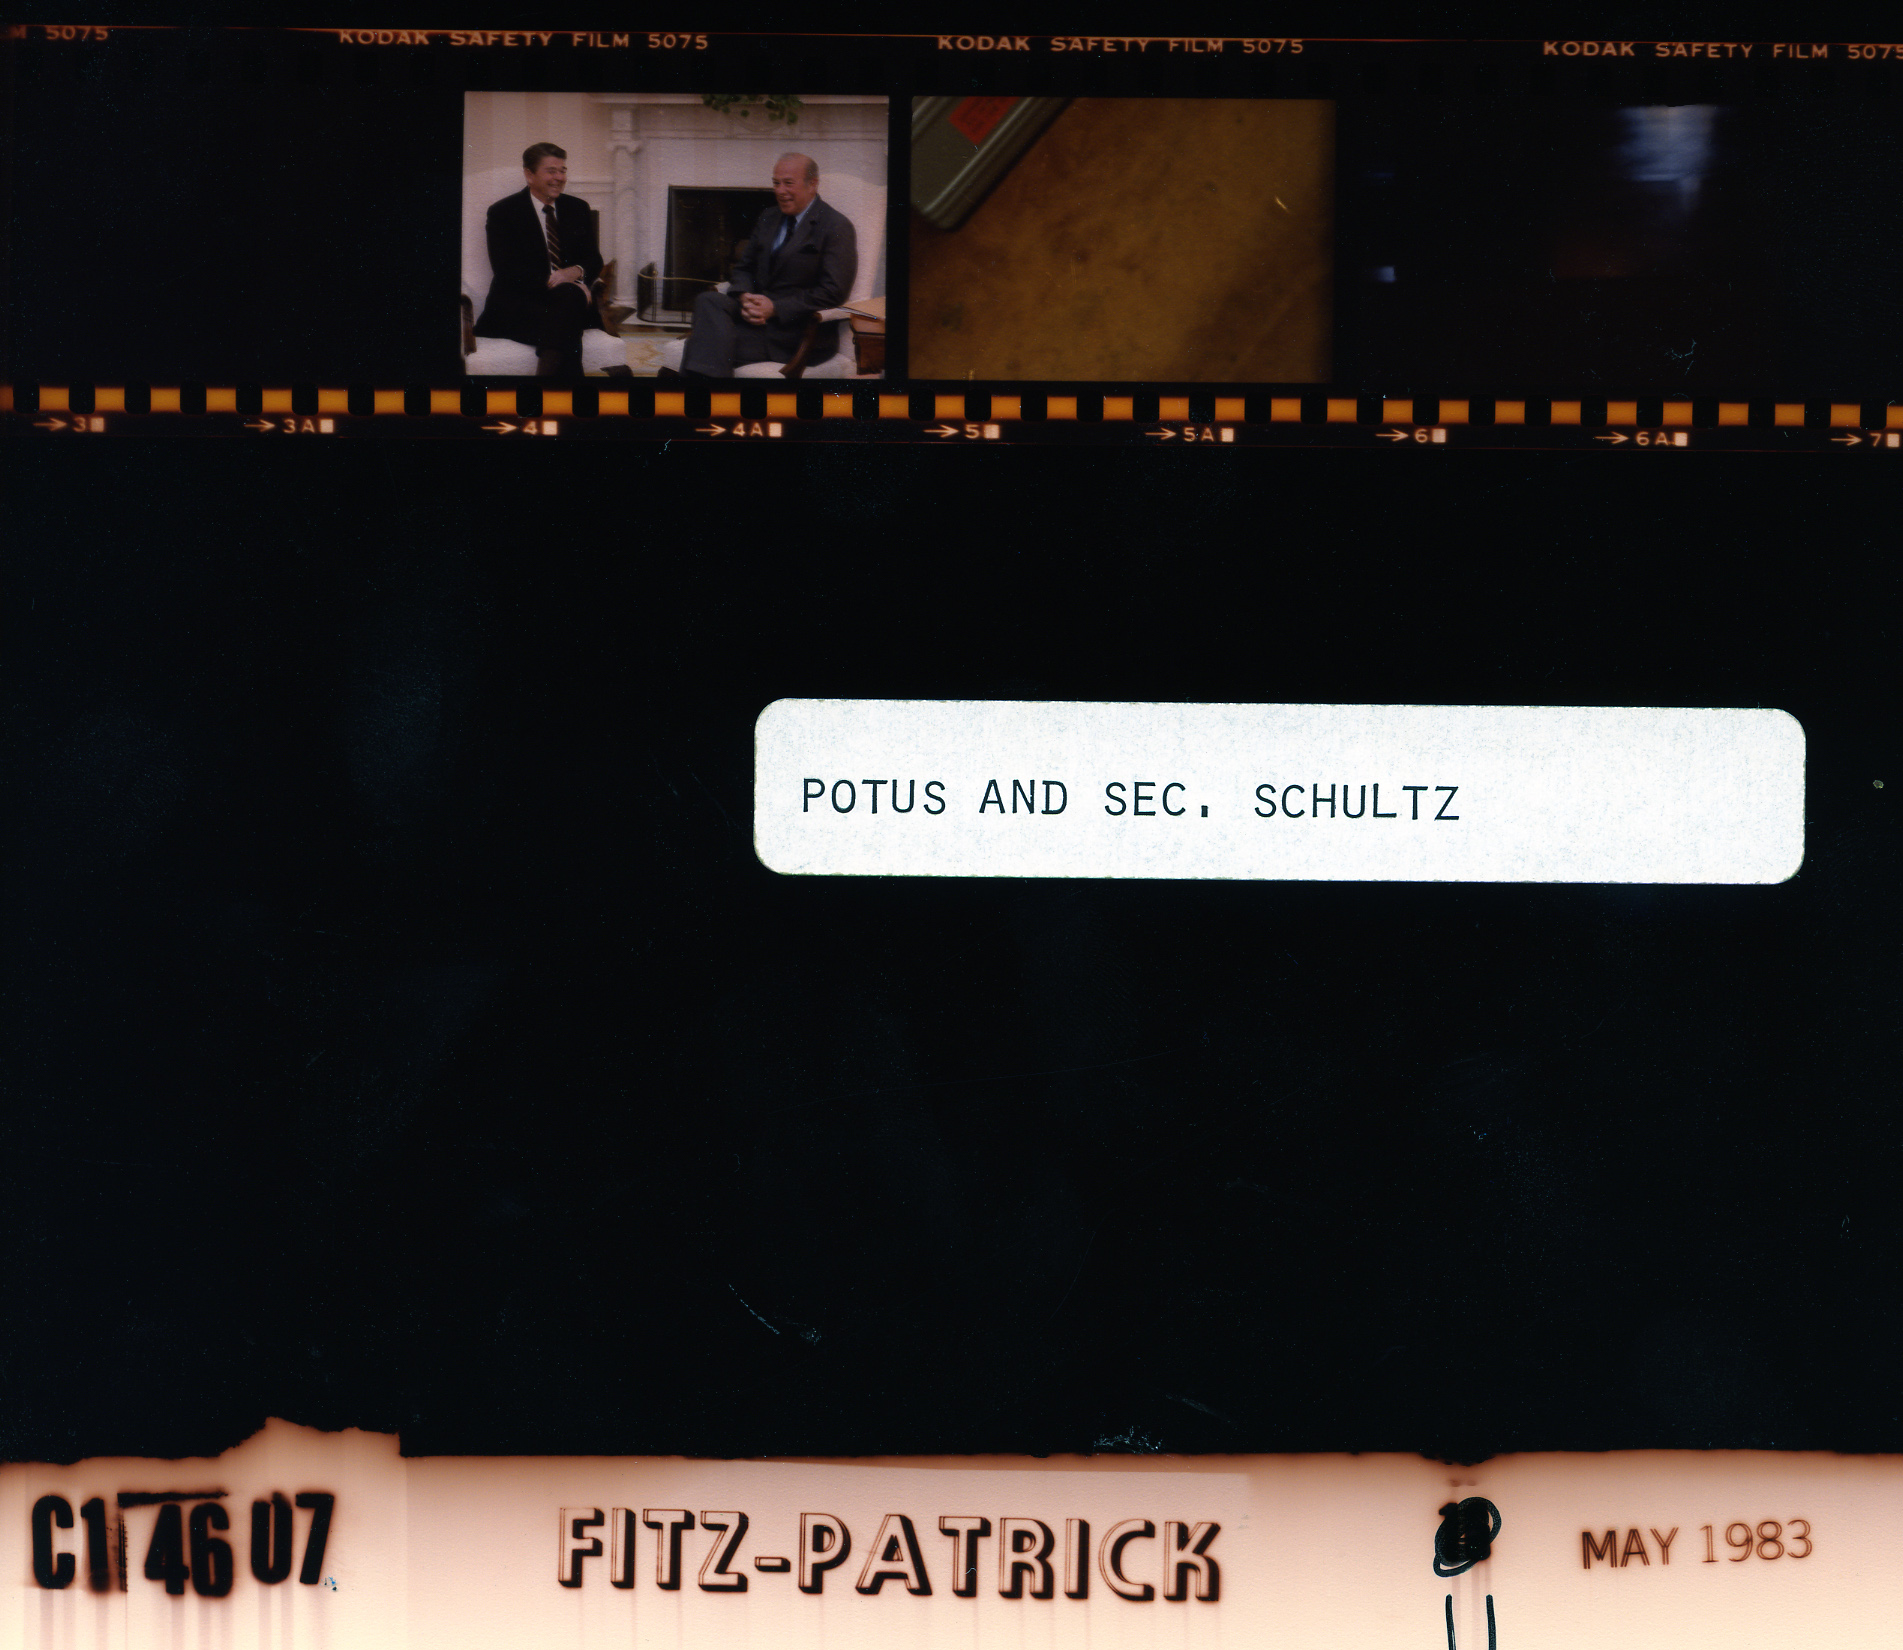 M 5075 KODAK SAFETY FILM 5075 KODAK SAFETY FILM 5075 KODAK SAFETY FILM 5075
→3 →3A →4 →4A →5 →5A →6 →6A →7
POTUS AND SEC. SCHULTZ
C14607 FITZ-PATRICK 11 MAY 1983